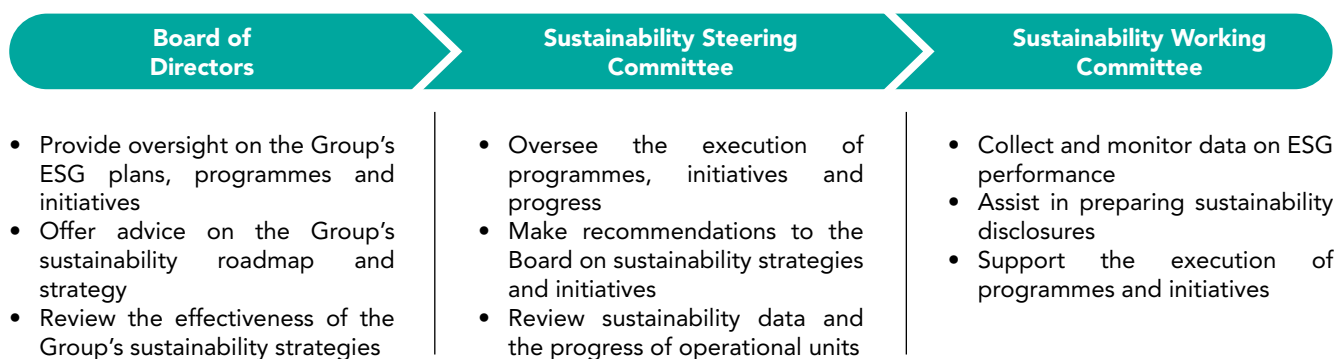 Board of
Directors
Sustainability Steering
Committee
Sustainability Working
Committee
• Provide oversight on the Group’s
ESG plans, programmes and
initiatives
• Offer advice on the Group’s
sustainability roadmap and
strategy
• Review the effectiveness of the
Group’s sustainability strategies
• Oversee the execution of
programmes, initiatives and
progress
• Make recommendations to the
Board on sustainability strategies
and initiatives
• Review sustainability data and
the progress of operational units
• Collect and monitor data on ESG
performance
• Assist in preparing sustainability
disclosures
• Support the execution of
programmes and initiatives